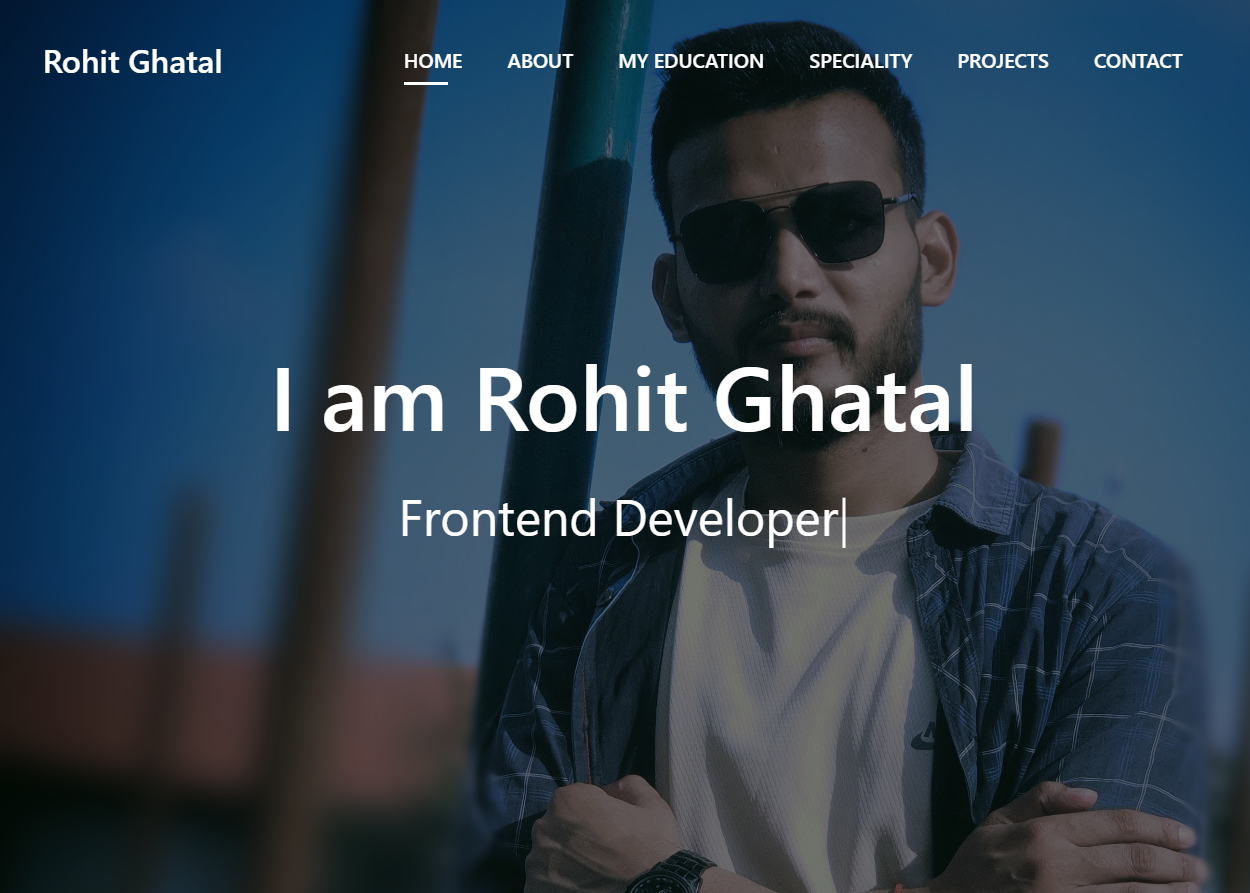 Rohit Ghatal
HOME ABOUT MY EDUCATION SPECIALITY PROJECTS CONTACT
I am Rohit Ghatal
Frontend Developer|